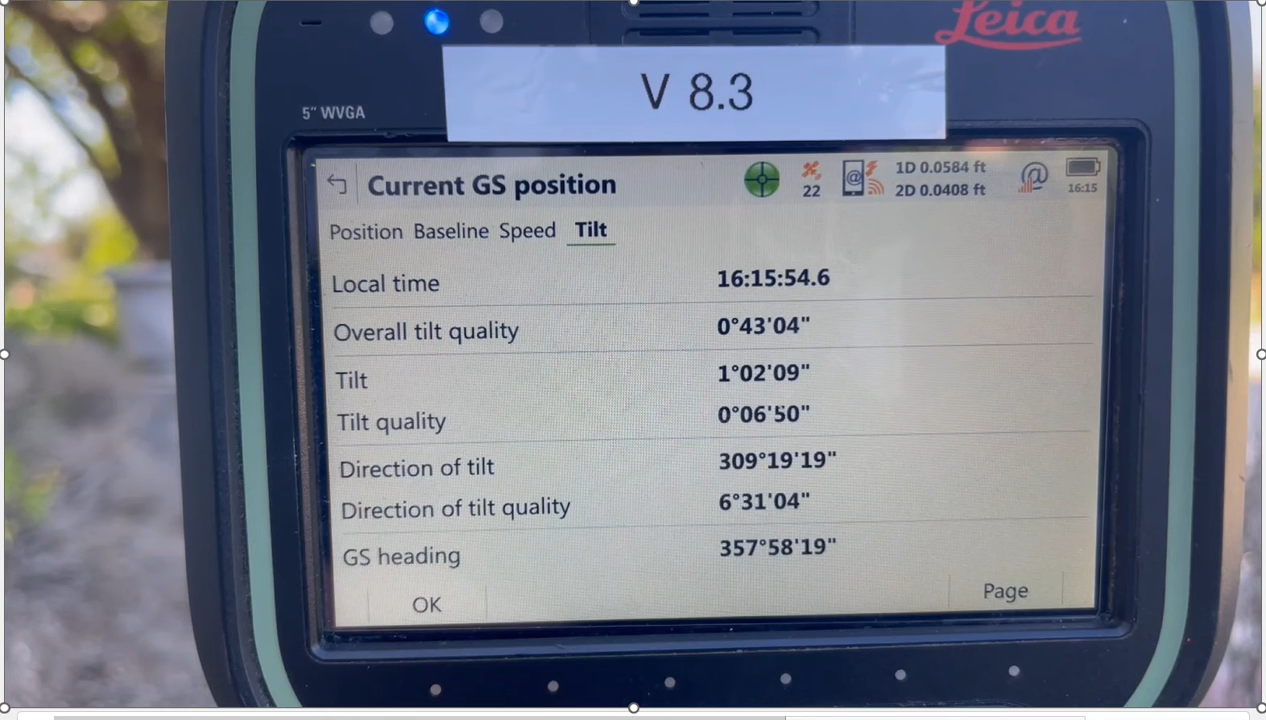 Leica
V 8.3
5" WVGA
Current GS position
22
@
1D 0.0584 ft
2D 0.0408 ft
@
16:15
Position Baseline Speed Tilt
Local time 16:15:54.6
Overall tilt quality 0°43'04"
Tilt 1°02'09"
Tilt quality 0°06'50"
Direction of tilt 309°19'19"
Direction of tilt quality 6°31'04"
GS heading 357°58'19"
OK Page